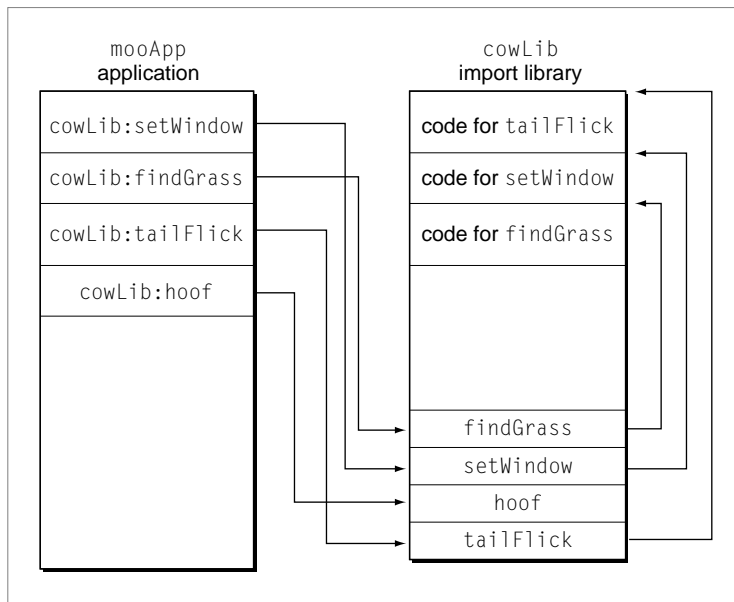 mooApp
application
cowLib:setWindow
cowLib:findGrass
cowLib:tailFlick
cowLib:hoof
cowLib
import library
code for tailFlick
code for setWindow
code for findGrass
findGrass
setWindow
hoof
tailFlick